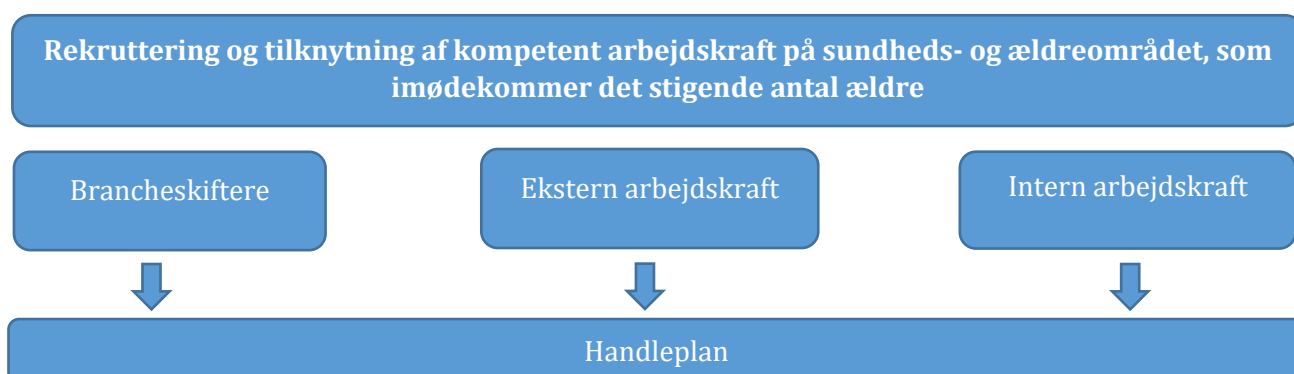 Rekruttering og tilknytning af kompetent arbejdskraft på sundheds- og ældreområdet, som
imødekommer det stigende antal ældre
Brancheskiftere
Ekstern arbejdskraft
Intern arbejdskraft
Handleplan